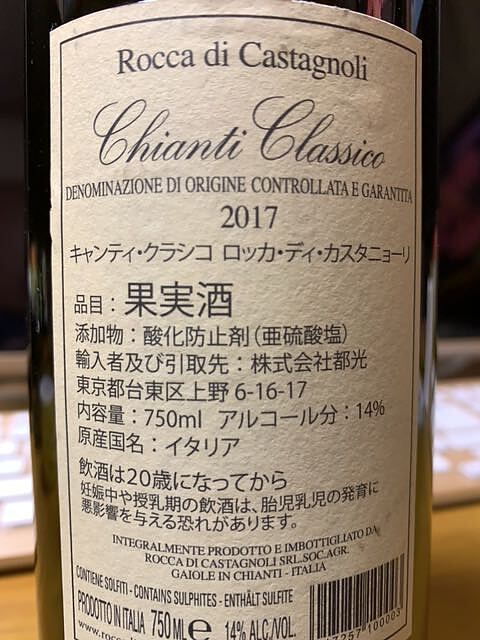 Rocca di Castagnoli
Chianti Classico
DENOMINAZIONE DI ORIGINE CONTROLLATA E GARANTITA
2017
キャンティ・クラシコ ロッカ・ディ・カスタニョーリ
品目：果実酒
添加物：酸化防止剤（亜硫酸塩）
輸入者及び引取先：株式会社都光
東京都台東区上野 6-16-17
内容量：750ml アルコール分：14%
原産国名：イタリア
飲酒は20歳になってから
妊娠中や授乳期の飲酒は、胎児乳児の発育に
悪影響を与える恐れがあります。
INTEGRALMENTE PRODOTTO E IMBOTTIGLIATO DA
ROCCA DI CASTAGNOLI SRL.SOC.AGR.
GAIOLE IN CHIANTI - ITALIA
CONTIENE SOLFITI - CONTAINS SULPHITES - ENTHÄLT SULFITE
PRODOTTO IN ITALIA 750 ML e 14% ALC./VOL.